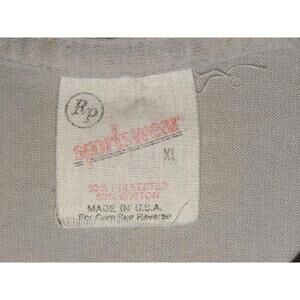 Rp
sportswear
XL
50% POLYESTER
50% COTTON
MADE IN U.S.A.
For Care See Reverse